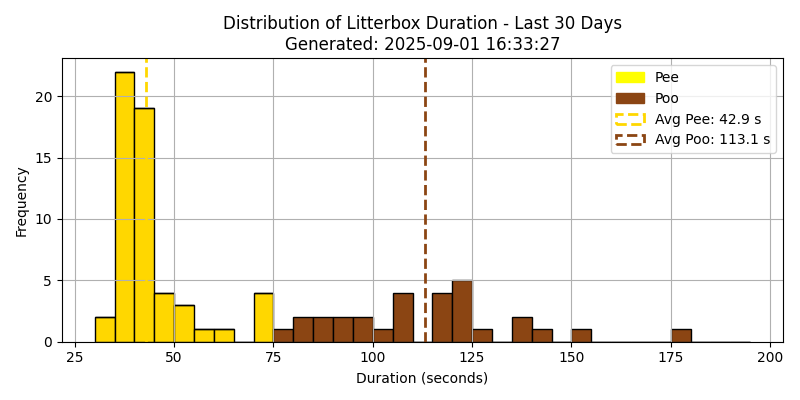 Distribution of Litterbox Duration - Last 30 Days
Generated: 2025-09-01 16:33:27
Pee
Poo
Avg Pee: 42.9 s
Avg Poo: 113.1 s
Frequency
20
15
10
5
0
25 50 75 100 125 150 175 200
Duration (seconds)